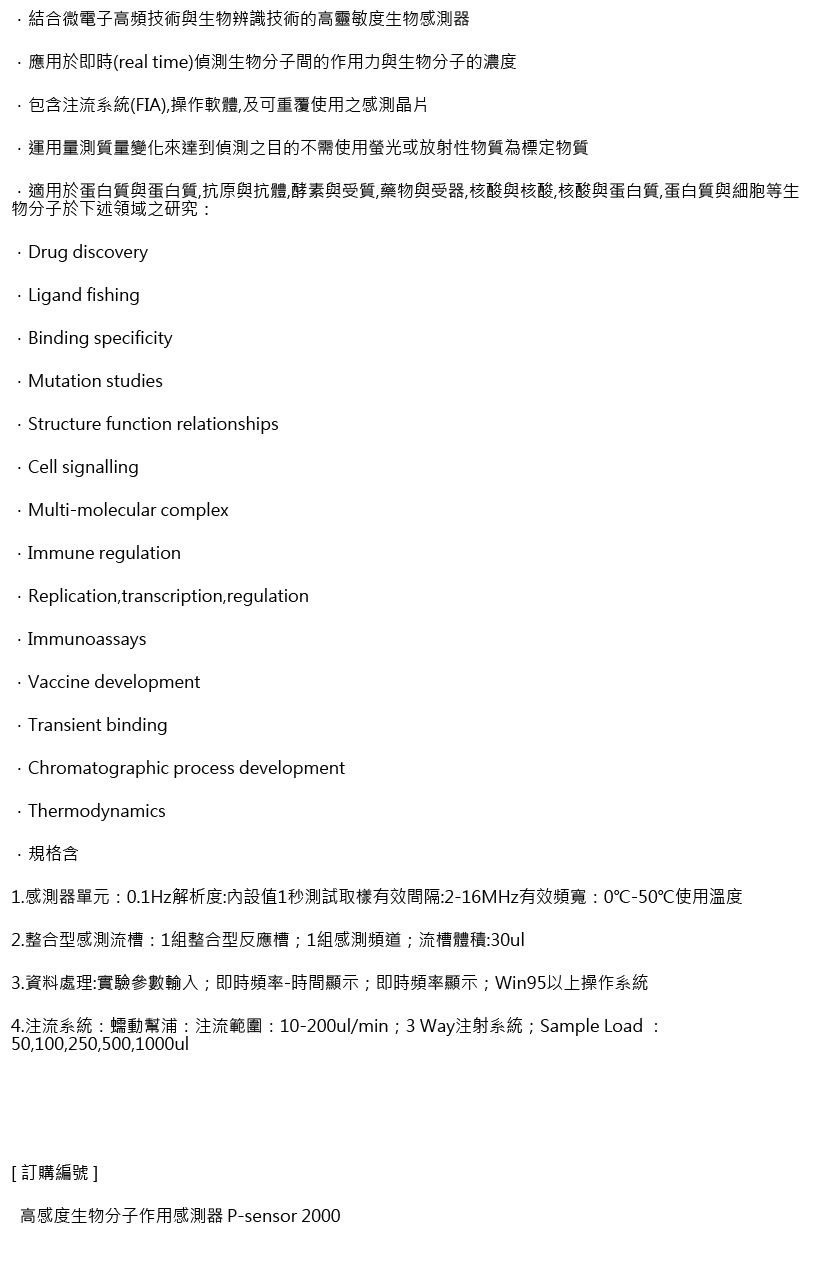 ．結合微電子高頻技術與生物辨識技術的高靈敏度生物感測器
．應用於即時(real time)偵測生物分子間的作用力與生物分子的濃度
．包含注流系統(FIA),操作軟體,及可重覆使用之感測晶片
．運用量測質量變化來達到偵測之目的不需使用螢光或放射性物質為標定物質
．適用於蛋白質與蛋白質,抗原與抗體,酵素與受質,藥物與受器,核酸與核酸,核酸與蛋白質,蛋白質與細胞等生
物分子於下述領域之研究：
．Drug discovery
．Ligand fishing
．Binding specificity
．Mutation studies
．Structure function relationships
．Cell signalling
．Multi-molecular complex
．Immune regulation
．Replication,transcription,regulation
．Immunoassays
．Vaccine development
．Transient binding
．Chromatographic process development
．Thermodynamics
．規格含
1.感測器單元：0.1Hz解析度:內設值1秒測試取樣有效間隔:2-16MHz有效頻寬：0℃-50℃使用溫度
2.整合型感測流槽：1組整合型反應槽；1組感測頻道；流槽體積:30ul
3.資料處理:實驗參數輸入；即時頻率-時間顯示；即時頻率顯示；Win95以上操作系統
4.注流系統：蠕動幫浦：注流範圍：10-200ul/min；3 Way注射系統；Sample Load ：
50,100,250,500,1000ul
[ 訂購編號 ]
高感度生物分子作用感測器 P-sensor 2000